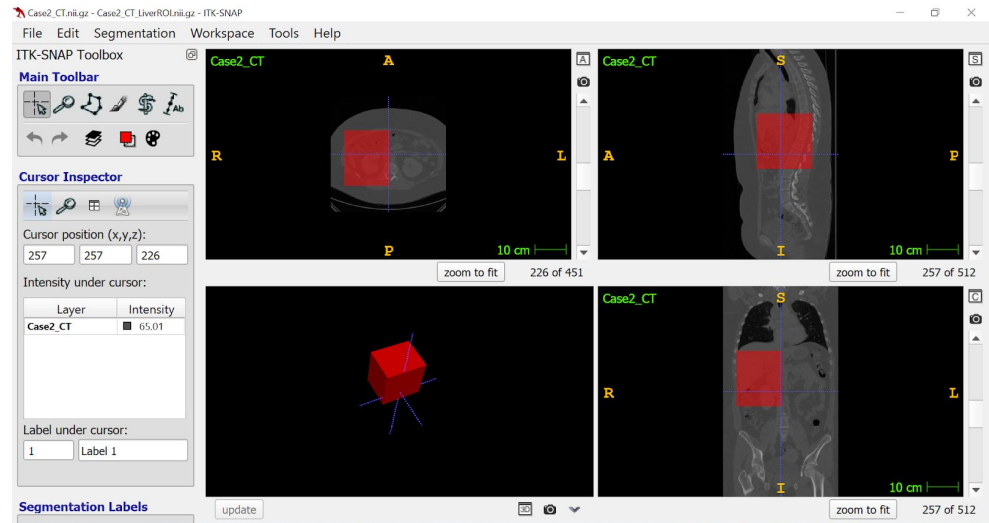 Case2_CT.nii.gz - Case2_CT_LiverROI.nii.gz - ITK-SNAP
File Edit Segmentation Workspace Tools Help
ITK-SNAP Toolbox
Main Toolbar
Ab
Cursor Inspector
Cursor position (x,y,z):
257 257 226
Intensity under cursor:
Layer Intensity
Case2_CT 65.01
Label under cursor:
1 Label 1
Segmentation Labels
Case2_CT
A
R
L
P
10 cm
A
zoom to fit 226 of 451
Case2_CT
S
A
P
I
10 cm
S
zoom to fit 257 of 512
update
3D
Case2_CT
S
R
L
I
10 cm
C
zoom to fit 257 of 512